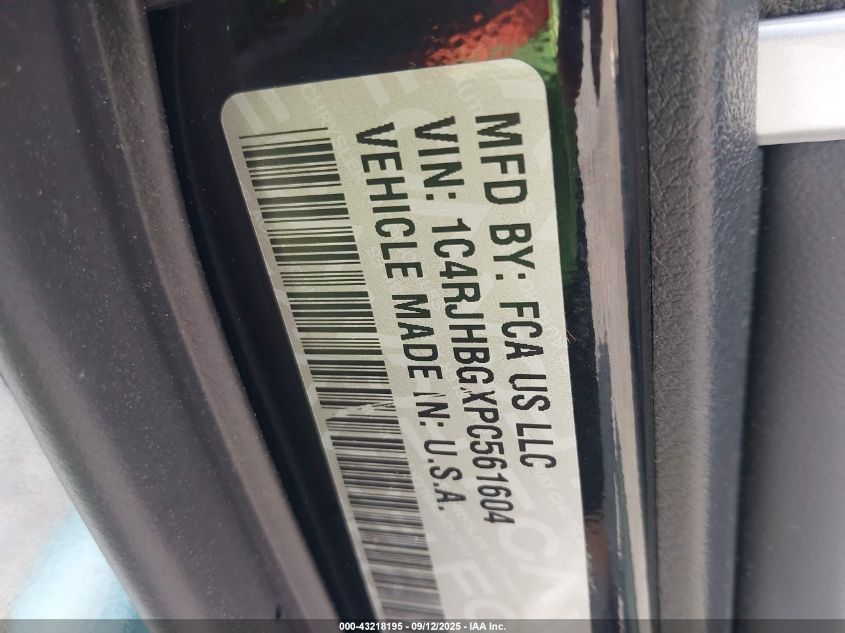 MFD BY: FCA US LLC
VIN: 1C4RJHBGXPC561604
VEHICLE MADE IN: U.S.A.
000-43218195 - 09/12/2025 - IAA Inc.